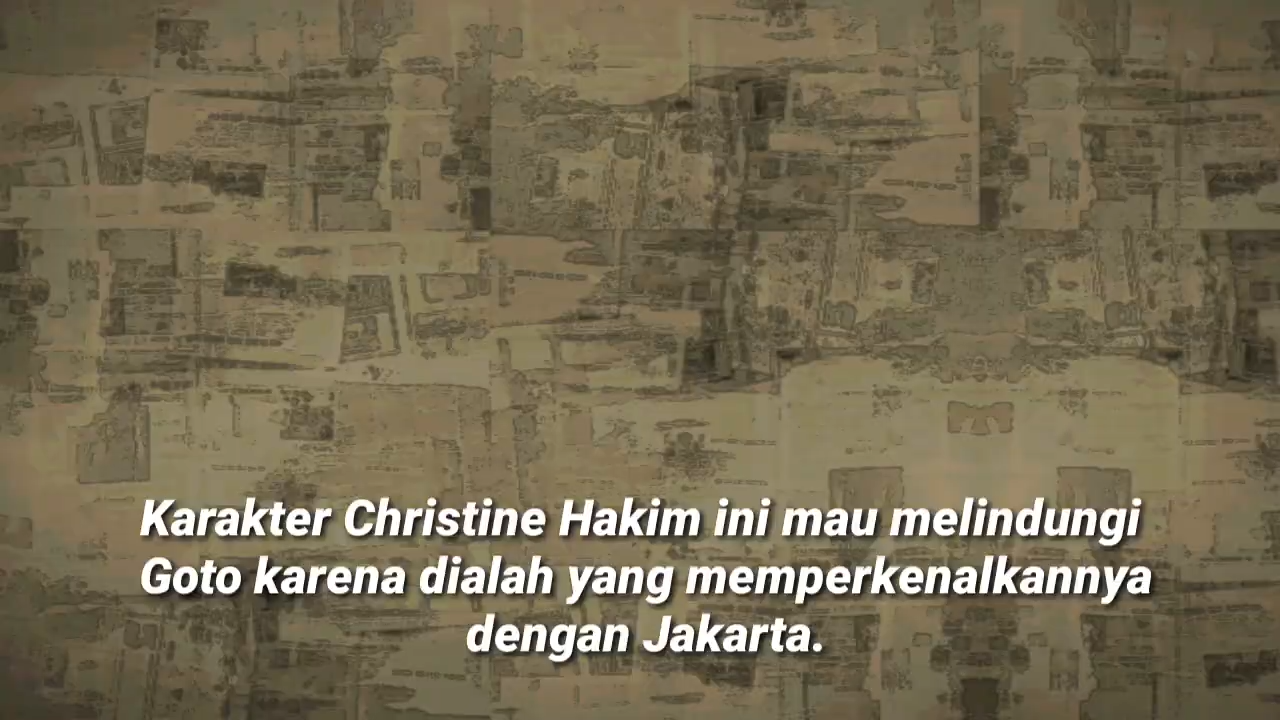 Karakter Christine Hakim ini mau melindungi
Goto karena dialah yang memperkenalkannya
dengan Jakarta.